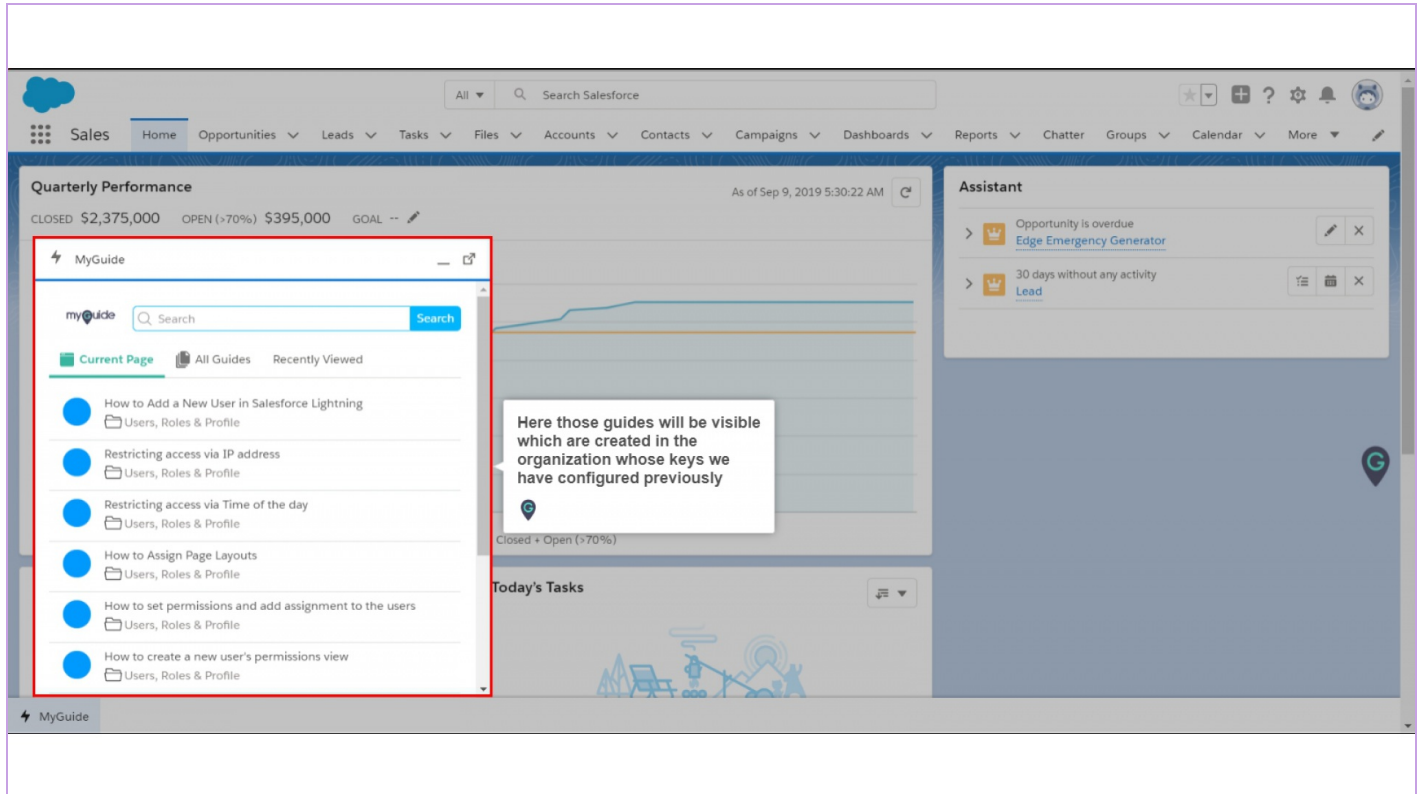 All
Search Salesforce
Sales Home Opportunities Leads Tasks Files Accounts Contacts Campaigns Dashboards Reports Chatter Groups Calendar More
Quarterly Performance
As of Sep 9, 2019 5:30:22 AM
CLOSED $2,375,000 OPEN (>70%) $395,000 GOAL --
MyGuide
myGuide
Search
Search
Current Page All Guides Recently Viewed
How to Add a New User in Salesforce Lightning
Users, Roles & Profile
Restricting access via IP address
Users, Roles & Profile
Restricting access via Time of the day
Users, Roles & Profile
How to Assign Page Layouts
Users, Roles & Profile
How to set permissions and add assignment to the users
Users, Roles & Profile
How to create a new user's permissions view
Users, Roles & Profile
Here those guides will be visible
which are created in the
organization whose keys we
have configured previously
G
Closed + Open (>70%)
Today's Tasks
Assistant
Opportunity is overdue
Edge Emergency Generator
30 days without any activity
Lead
G
MyGuide